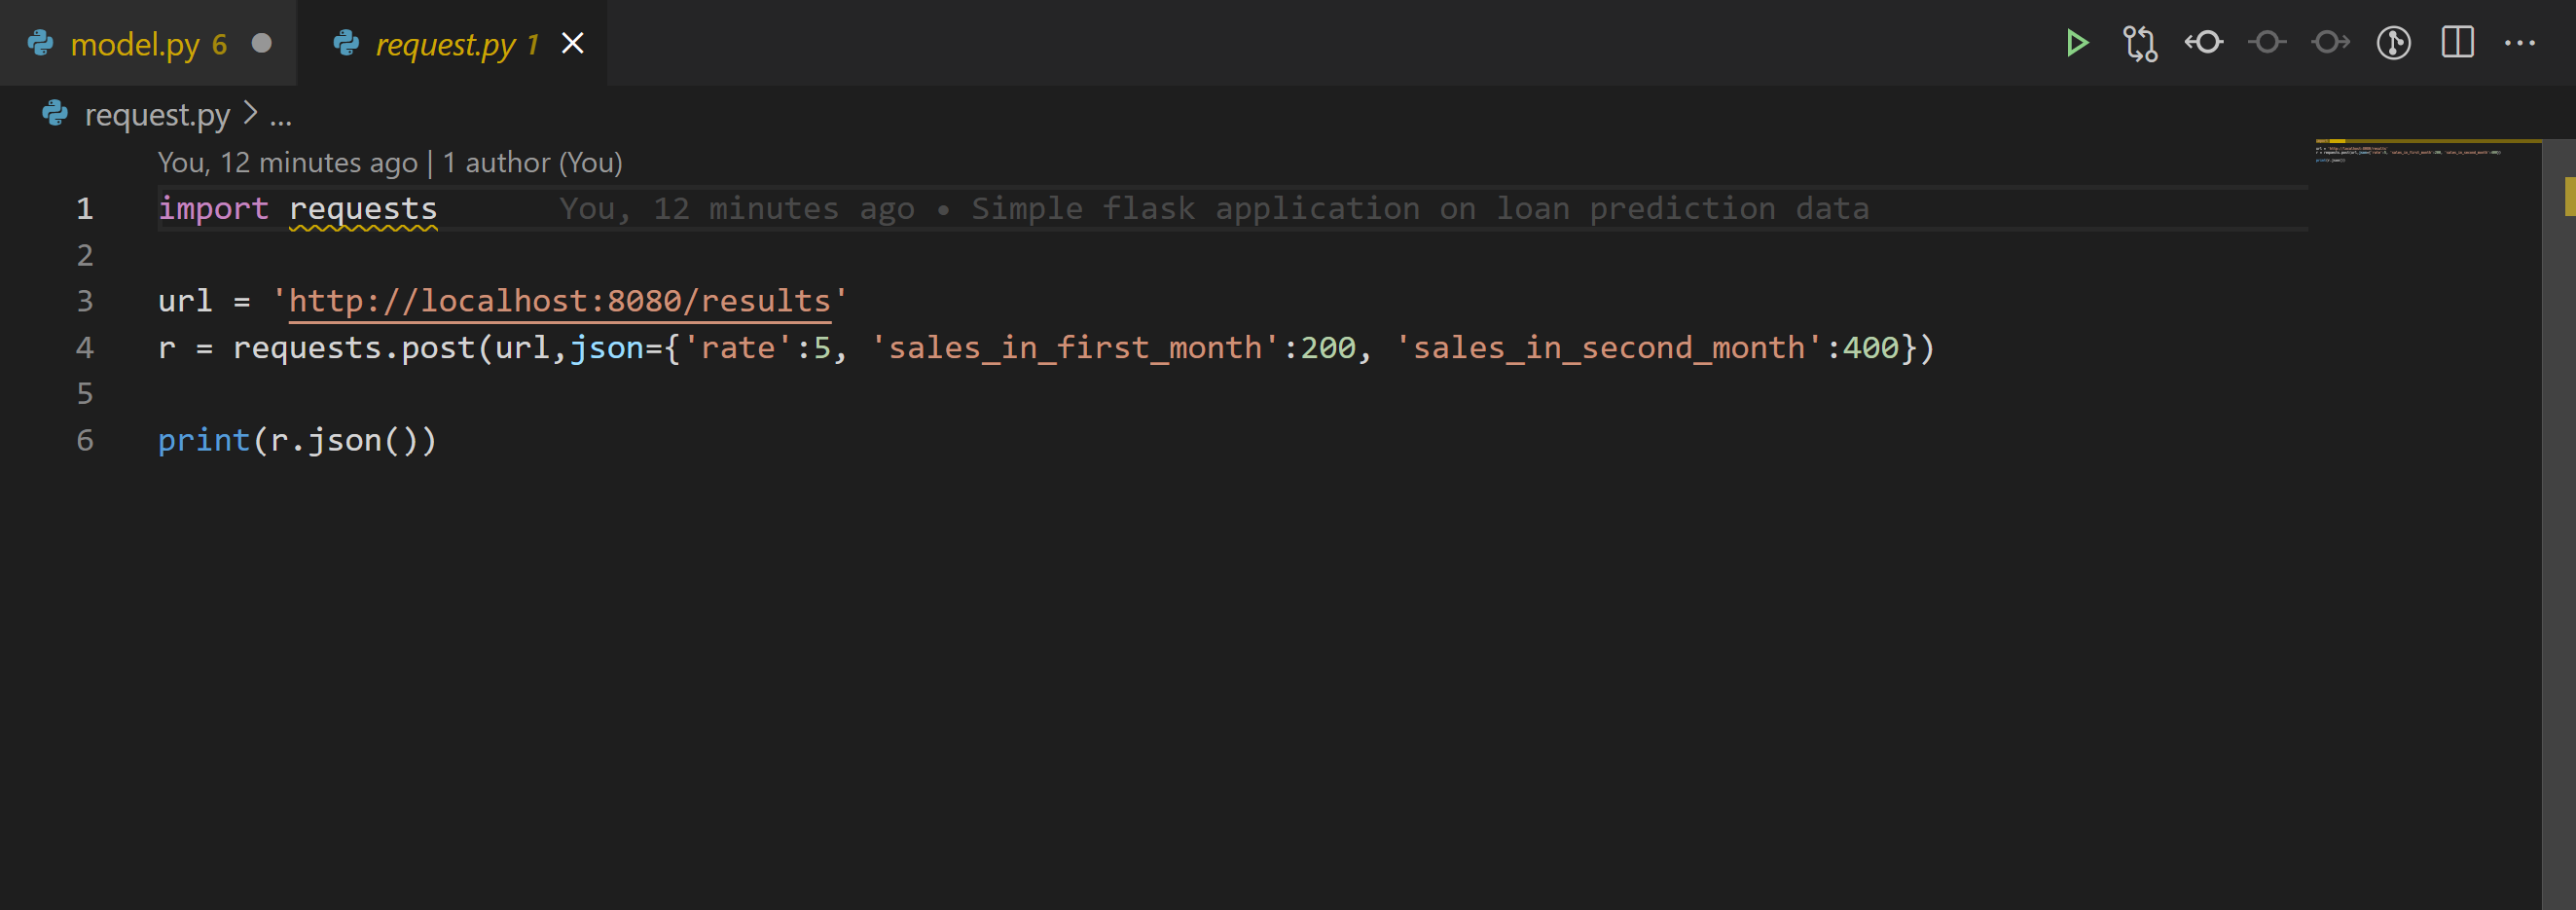 model.py 6
request.py 1
request.py > ...
You, 12 minutes ago | 1 author (You)
1 import requests You, 12 minutes ago • Simple flask application on loan prediction data
2
3 url = 'http://localhost:8080/results'
4 r = requests.post(url,json={'rate':5, 'sales_in_first_month':200, 'sales_in_second_month':400})
5
6 print(r.json())